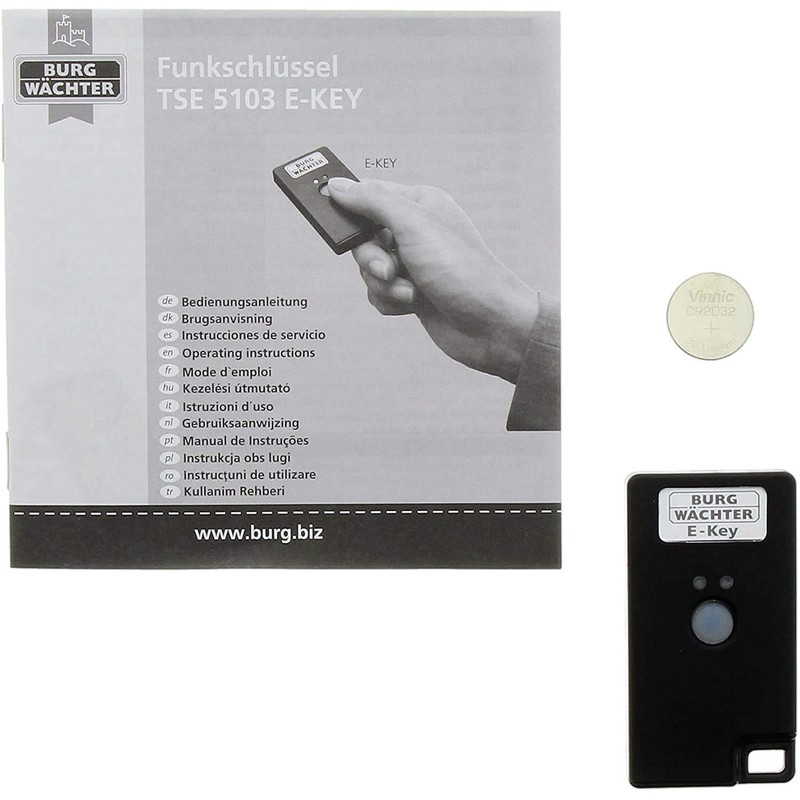 BURG
WÄCHTER
Funkschlüssel
TSE 5103 E-KEY
BURG
WÄCHTER
E-KEY
de Bedienungsanleitung
dk Brugsanvisning
es Instrucciones de servicio
en Operating instructions
fr Mode d`emploi
hu Kezelési útmutató
it Istruzioni d´uso
nl Gebruiksaanwijzing
pt Manual de Instruções
pl Instrukcja obs lugi
ro Instrucţuni de utilizare
tr Kullanim Rehberi
www.burg.biz
Vinnic
CR2032
+
BURG
WÄCHTER
E-Key